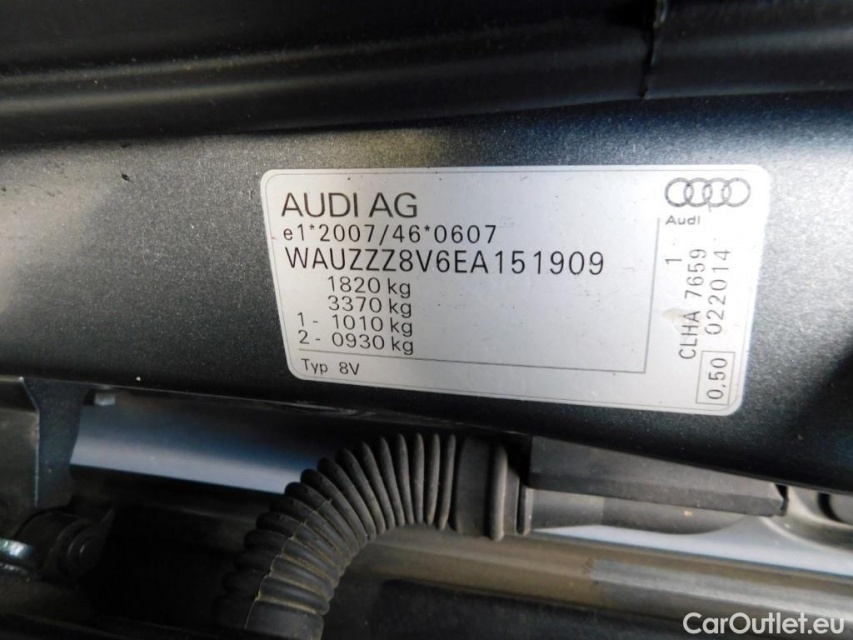 AUDI AG
e1*2007/46*0607
WAUZZZ8V6EA151909
1820 kg
3370 kg
1 - 1010 kg
2 - 0930 kg
Typ 8V
Audi
CLHA 7659 1
022014
0.50
CarOutlet.eu